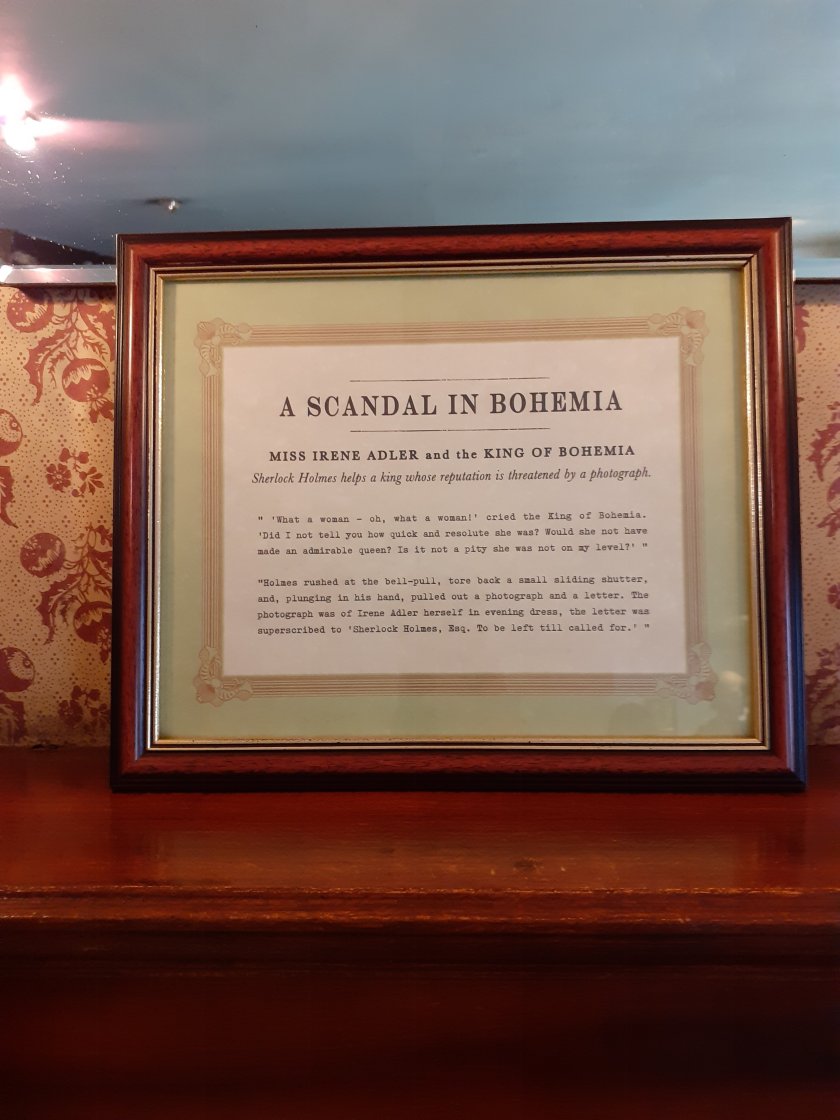 A SCANDAL IN BOHEMIA
MISS IRENE ADLER and the KING OF BOHEMIA
Sherlock Holmes helps a king whose reputation is threatened by a photograph.
" 'What a woman - oh, what a woman!' cried the King of Bohemia.
'Did I not tell you how quick and resolute she was? Would she not have
made an admirable queen? Is it not a pity she was not on my level?' "
"Holmes rushed at the bell-pull, tore back a small sliding shutter,
and, plunging in his hand, pulled out a photograph and a letter. The
photograph was of Irene Adler herself in evening dress, the letter was
superscribed to 'Sherlock Holmes, Esq. To be left till called for.' "